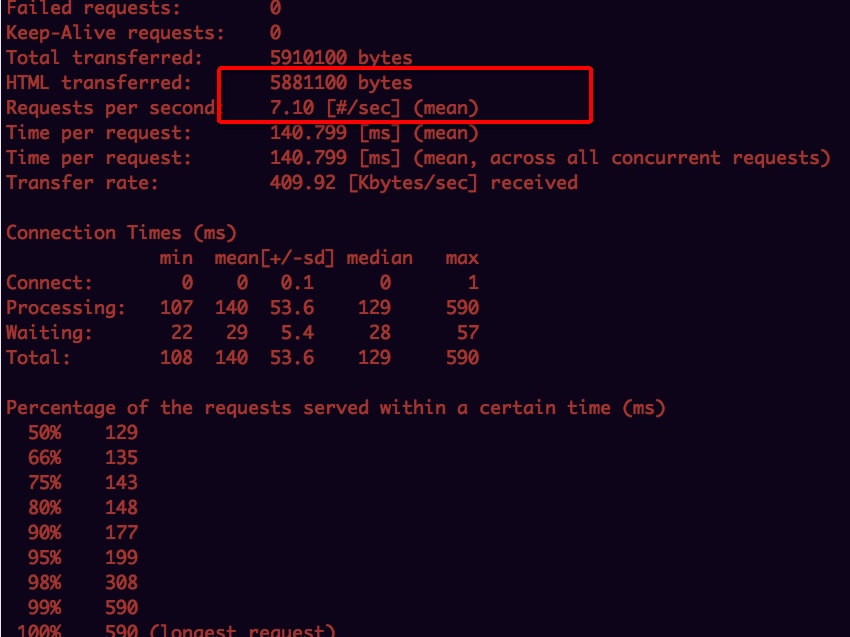 Failed requests:        0
Keep-Alive requests:    0
Total transferred:      5910100 bytes
HTML transferred:       5881100 bytes
Requests per second:    7.10 [#/sec] (mean)
Time per request:       140.799 [ms] (mean)
Time per request:       140.799 [ms] (mean, across all concurrent requests)
Transfer rate:          409.92 [Kbytes/sec] received

Connection Times (ms)
              min  mean[+/-sd] median   max
Connect:        0    0   0.1      0       1
Processing:   107  140  53.6    129     590
Waiting:       22   29   5.4     28      57
Total:        108  140  53.6    129     590

Percentage of the requests served within a certain time (ms)
  50%    129
  66%    135
  75%    143
  80%    148
  90%    177
  95%    199
  98%    308
  99%    590
 100%    590 (longest request)